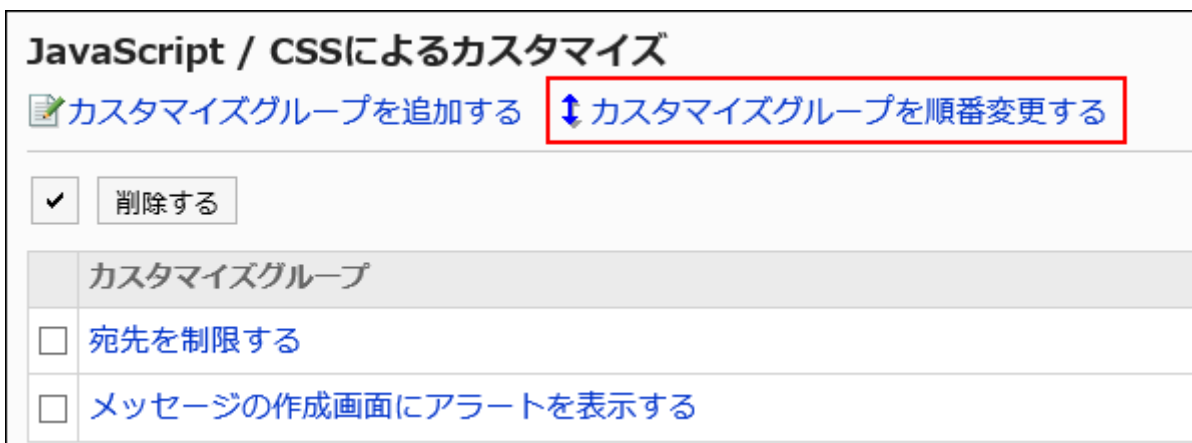 JavaScript / CSSによるカスタマイズ
カスタマイズグループを追加する カスタマイズグループを順番変更する
削除する
カスタマイズグループ
宛先を制限する
メッセージの作成画面にアラートを表示する